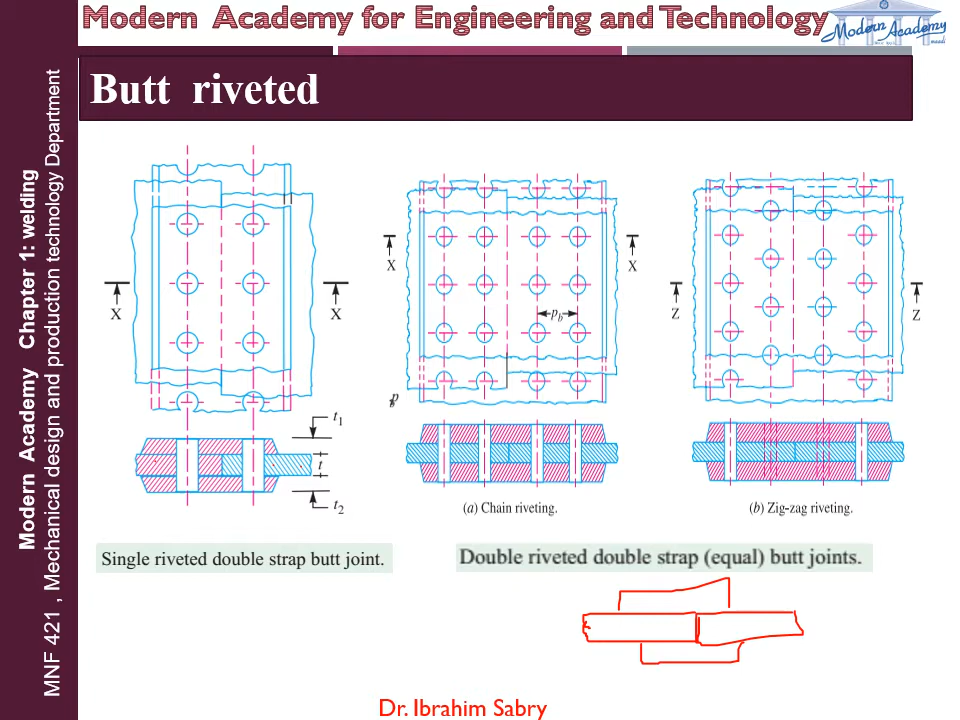 Modern Academy for Engineering and Technology
Modern Academy
maadi
Modern Academy Chapter 1: welding
MNF 421 , Mechanical design and production technology Department
Butt riveted
X X
X X
Pb
Z Z
p
t1
t
t2
(a) Chain riveting.
(b) Zig-zag riveting.
Single riveted double strap butt joint.
Double riveted double strap (equal) butt joints.
Dr. Ibrahim Sabry